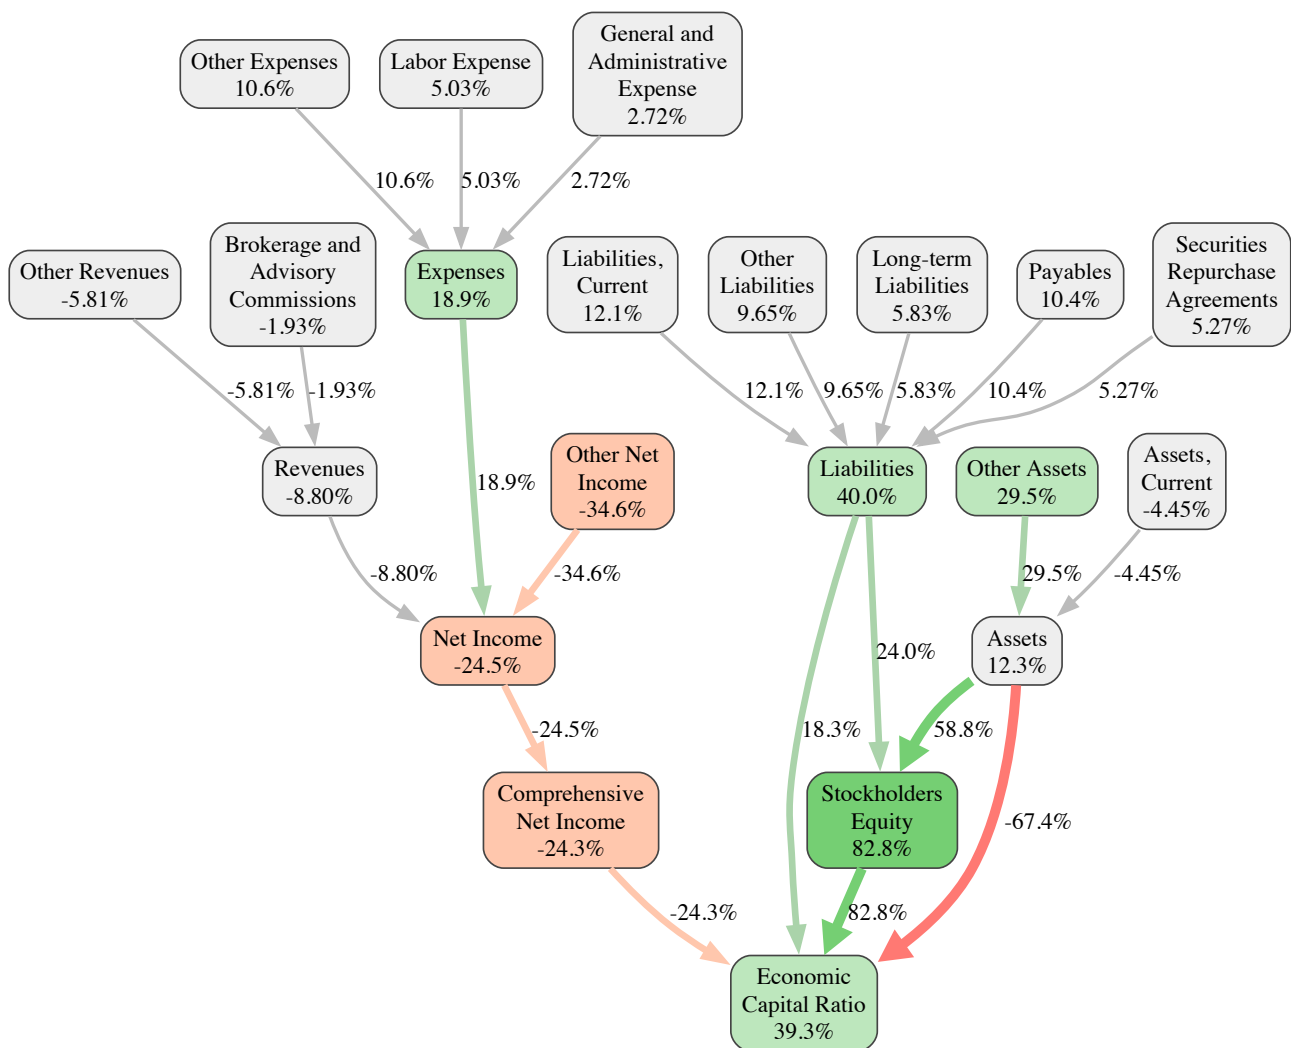 General and
Administrative
Expense
2.72%
Other Expenses
10.6%
Labor Expense
5.03%
10.6%
5.03%
2.72%
Other Revenues
-5.81%
Brokerage and
Advisory
Commissions
-1.93%
Expenses
18.9%
Liabilities,
Current
12.1%
Other
Liabilities
9.65%
Long-term
Liabilities
5.83%
Payables
10.4%
Securities
Repurchase
Agreements
5.27%
-5.81%
-1.93%
12.1%
9.65%
5.83%
10.4%
5.27%
Revenues
-8.80%
18.9%
Other Net
Income
-34.6%
Liabilities
40.0%
Other Assets
29.5%
Assets,
Current
-4.45%
-8.80%
-34.6%
29.5%
-4.45%
Net Income
-24.5%
24.0%
Assets
12.3%
-24.5%
18.3%
58.8%
Comprehensive
Net Income
-24.3%
Stockholders
Equity
82.8%
-67.4%
-24.3%
82.8%
Economic
Capital Ratio
39.3%